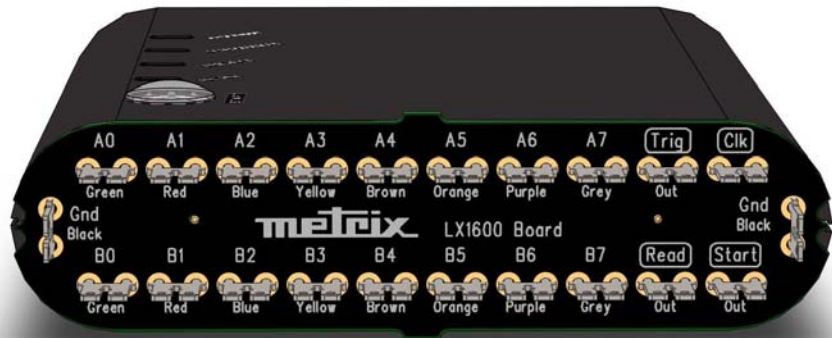 A0 A1 A2 A3 A4 A5 A6 A7 Trig Clk
Green Red Blue Yellow Brown Orange Purple Grey Out
Gnd Gnd
Black Black
metrix LX1600 Board
B0 B1 B2 B3 B4 B5 B6 B7 Read Start
Green Red Blue Yellow Brown Orange Purple Grey Out Out